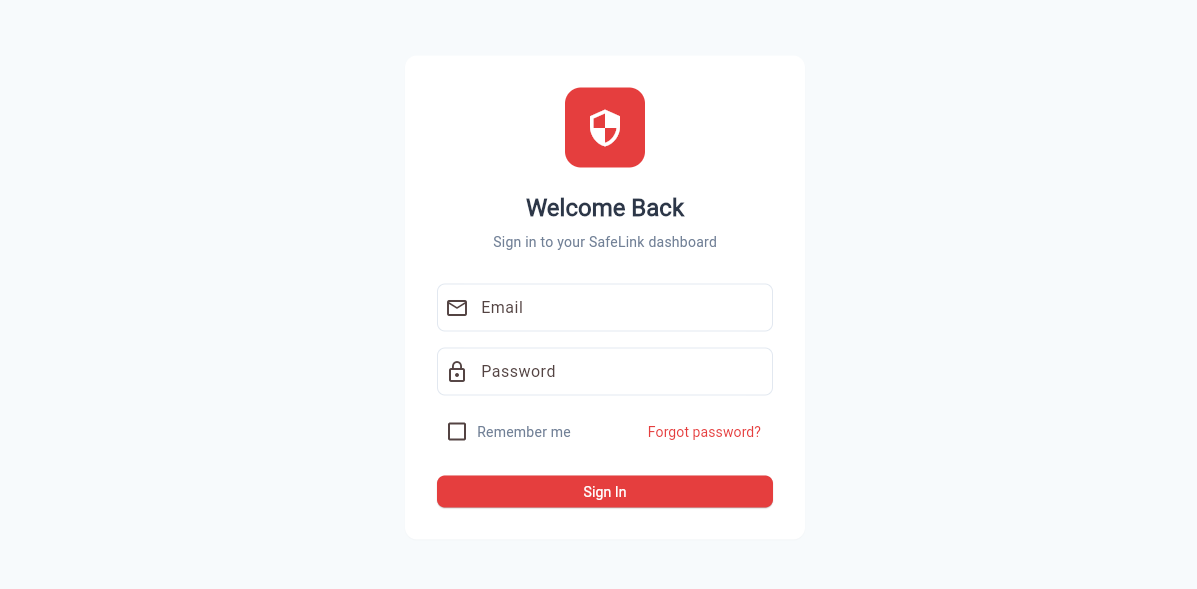 Welcome Back
Sign in to your SafeLink dashboard
Email
Password
Remember me
Forgot password?
Sign In